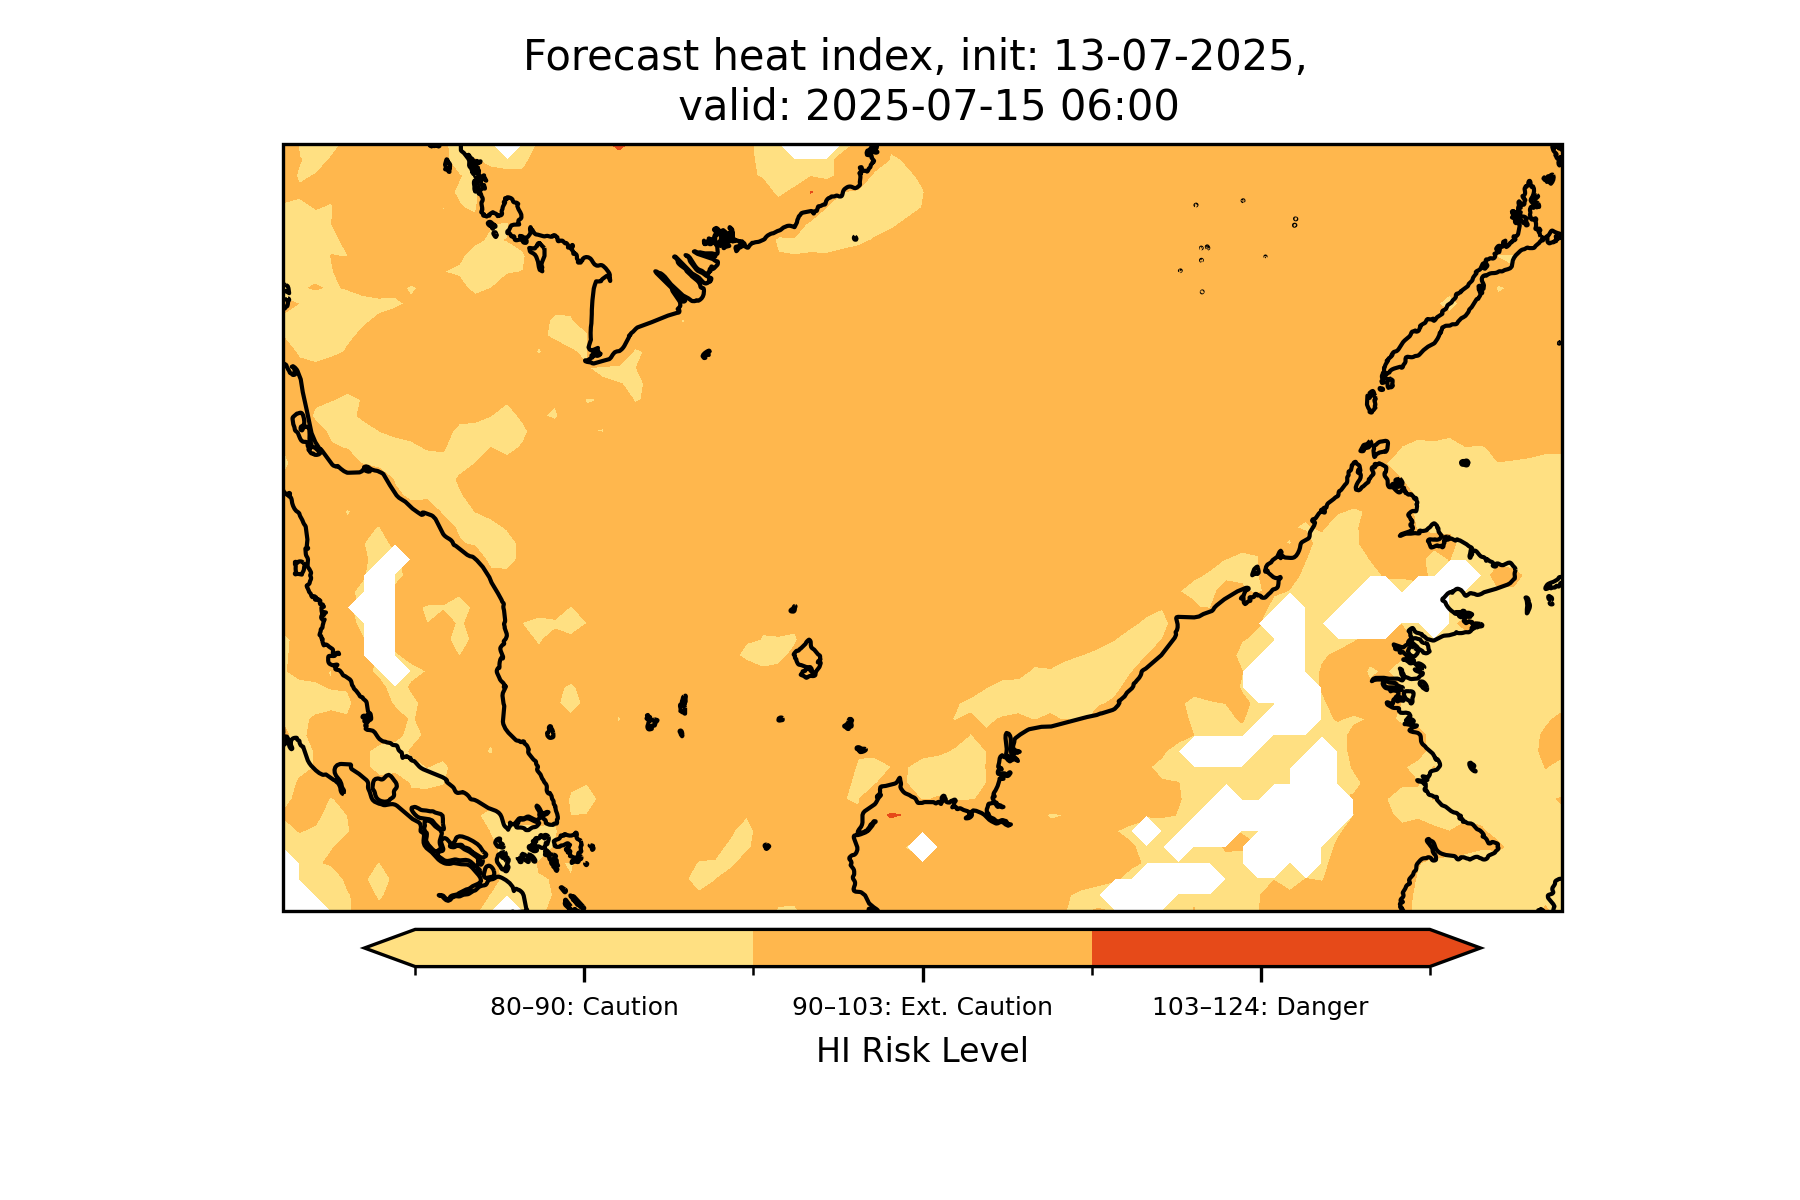 Forecast heat index, init: 13-07-2025,
valid: 2025-07-15 06:00
80–90: Caution
90–103: Ext. Caution
103–124: Danger
HI Risk Level